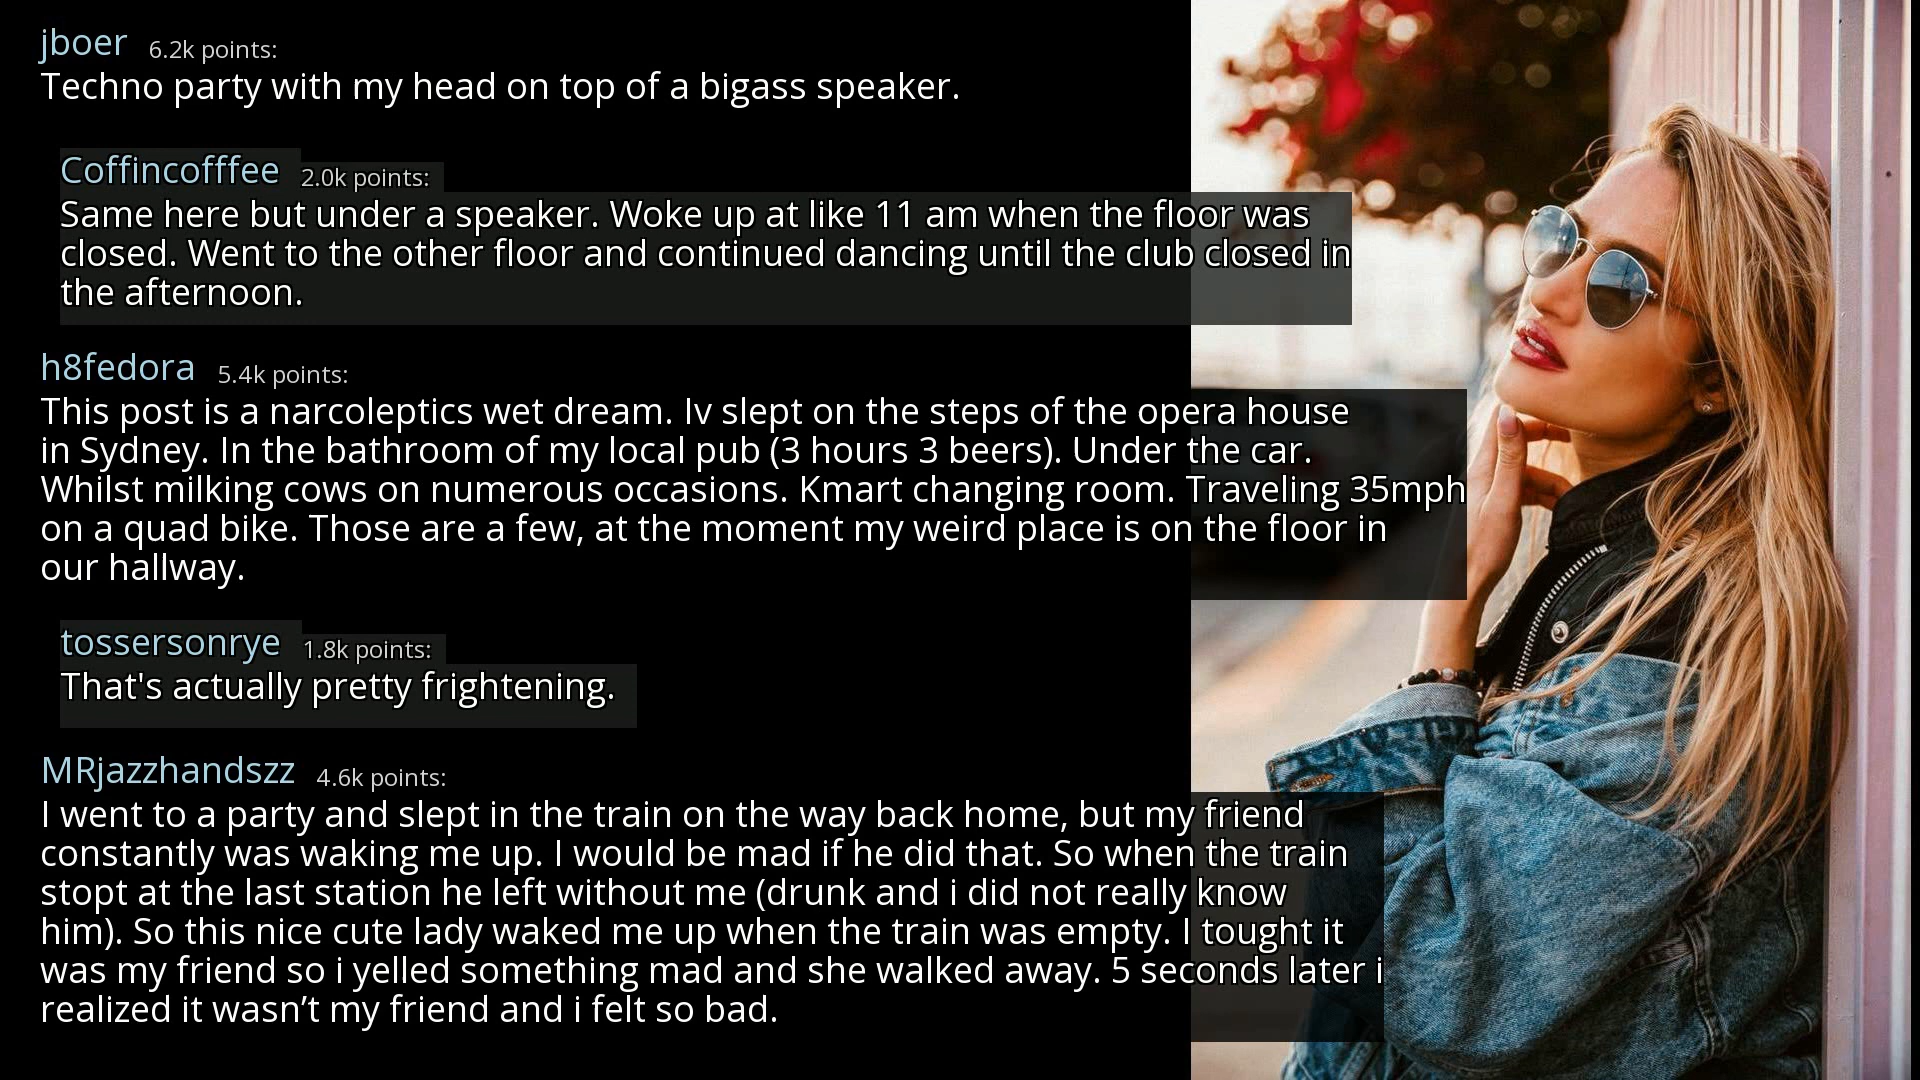 jboer 6.2k points:
Techno party with my head on top of a bigass speaker.
Coffincofffee 2.0k points:
Same here but under a speaker. Woke up at like 11 am when the floor was
closed. Went to the other floor and continued dancing until the club closed in
the afternoon.
h8fedora 5.4k points:
This post is a narcoleptics wet dream. Iv slept on the steps of the opera house
in Sydney. In the bathroom of my local pub (3 hours 3 beers). Under the car.
Whilst milking cows on numerous occasions. Kmart changing room. Traveling 35mph
on a quad bike. Those are a few, at the moment my weird place is on the floor in
our hallway.
tossersonrye 1.8k points:
That's actually pretty frightening.
MRjazzhandszz 4.6k points:
I went to a party and slept in the train on the way back home, but my friend
constantly was waking me up. I would be mad if he did that. So when the train
stopt at the last station he left without me (drunk and i did not really know
him). So this nice cute lady waked me up when the train was empty. I tought it
was my friend so i yelled something mad and she walked away. 5 seconds later i
realized it wasn’t my friend and i felt so bad.